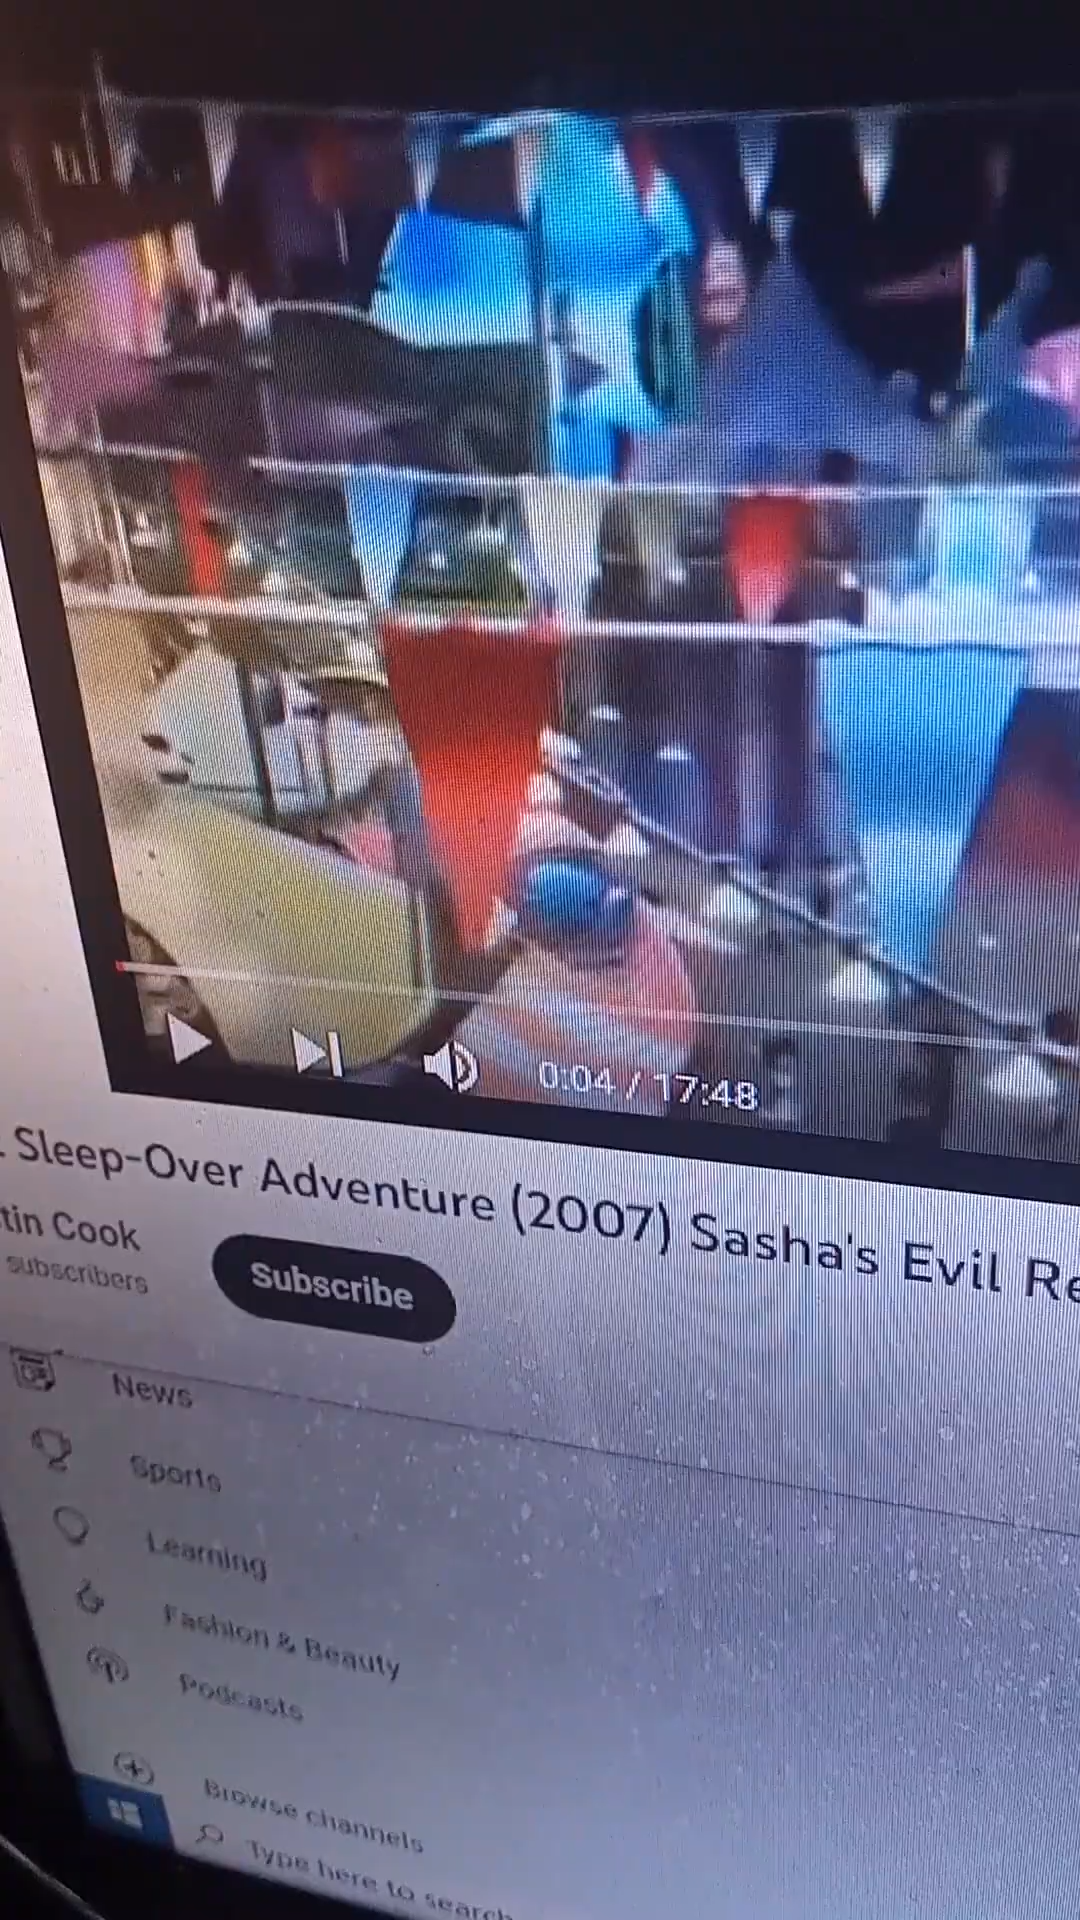 0:04 / 17:48
. Sleep-Over Adventure (2007) Sasha's Evil Re
tin Cook
subscribers
Subscribe
News
Sports
Learning
Fashion & Beauty
Podcasts
Browse channels
Type here to search